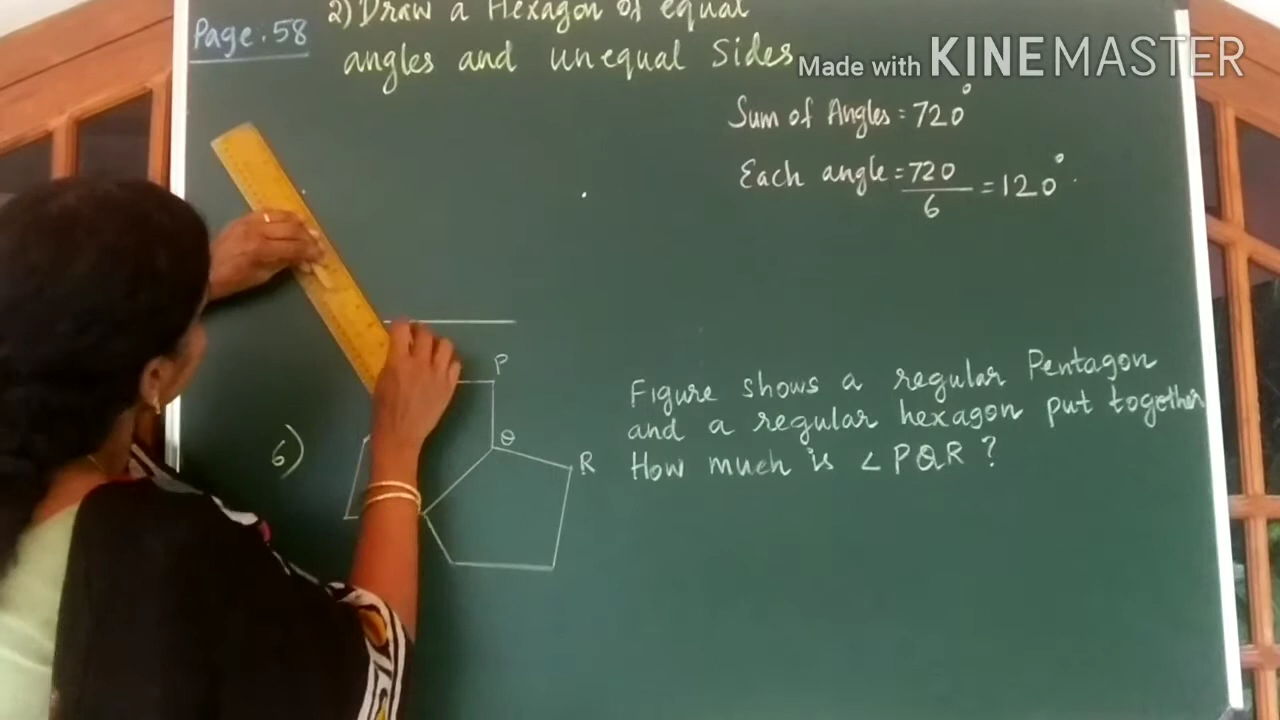 Page: 58
2) Draw a Hexagon of equal
angles and unequal Sides
Made with KINEMASTER
Sum of Angles = 720°
Each angle = 720/6 = 120°.
6)
P
Q
R
Figure shows a regular Pentagon
and a regular hexagon put together
How much is ∠PQR?